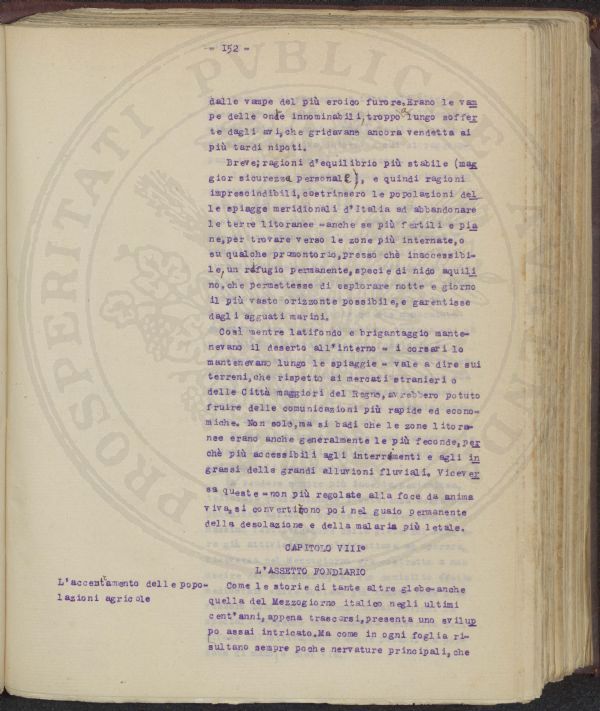 - 152 -
dalle vampe del più eroico furore.Erano le vam
pe delle onte innominabili,troppo a lungo soffer
te dagli avi,che gridavano ancora vendetta ai
più tardi nipoti.
Breve;ragioni d'equilibrio più stabile (mag
gior sicurezza personale), e quindi ragioni
imprescindibili,costrinsero le popolazioni del
le spiagge meridionali d'Italia ad abbandonare
le terre litoranee -anche se più fertili e pia
ne,per trovare verso le zone più internate,o
su qualche promontorio,presso chè inaccessibi-
le,un refugio permanente,specie di nido aquili
no,che permettesse di esplorare notte e giorno
il più vasto orizzonte possibile,e garentisse
dagli agguati marini.
Così mentre latifondo e brigantaggio mante-
nevano il deserto all'interno - i corsari lo
mantenevano lungo le spiaggie - vale a dire sui
terreni,che rispetto ai mercati stranieri o
delle Città maggiori del Regno,avrebbero potuto
fruire delle comunicazioni più rapide ed econo-
miche. Non solo,ma si badi che le zone litora-
nee erano anche generalmente le più feconde,per
chè più accessibili agli interramenti e agli in
grassi delle grandi alluvioni fluviali. Vicever
sa queste -non più regolate alla foce da anima
viva,si convertirono poi nel guaio permanente
della desolazione e della malaria più letale.
CAPITOLO VIII°
L'ASSETTO FONDIARIO
L'accentramento delle popo-
lazioni agricole
Come le storie di tante altre glebe-anche
quella del Mezzogiorno italico negli ultimi
cent'anni,appena trascorsi,presenta uno svilup
po assai intricato.Ma come in ogni foglia ri-
sultano sempre poche nervature principali,che
PROSPERITATI PVBLICAE AVGENDAE